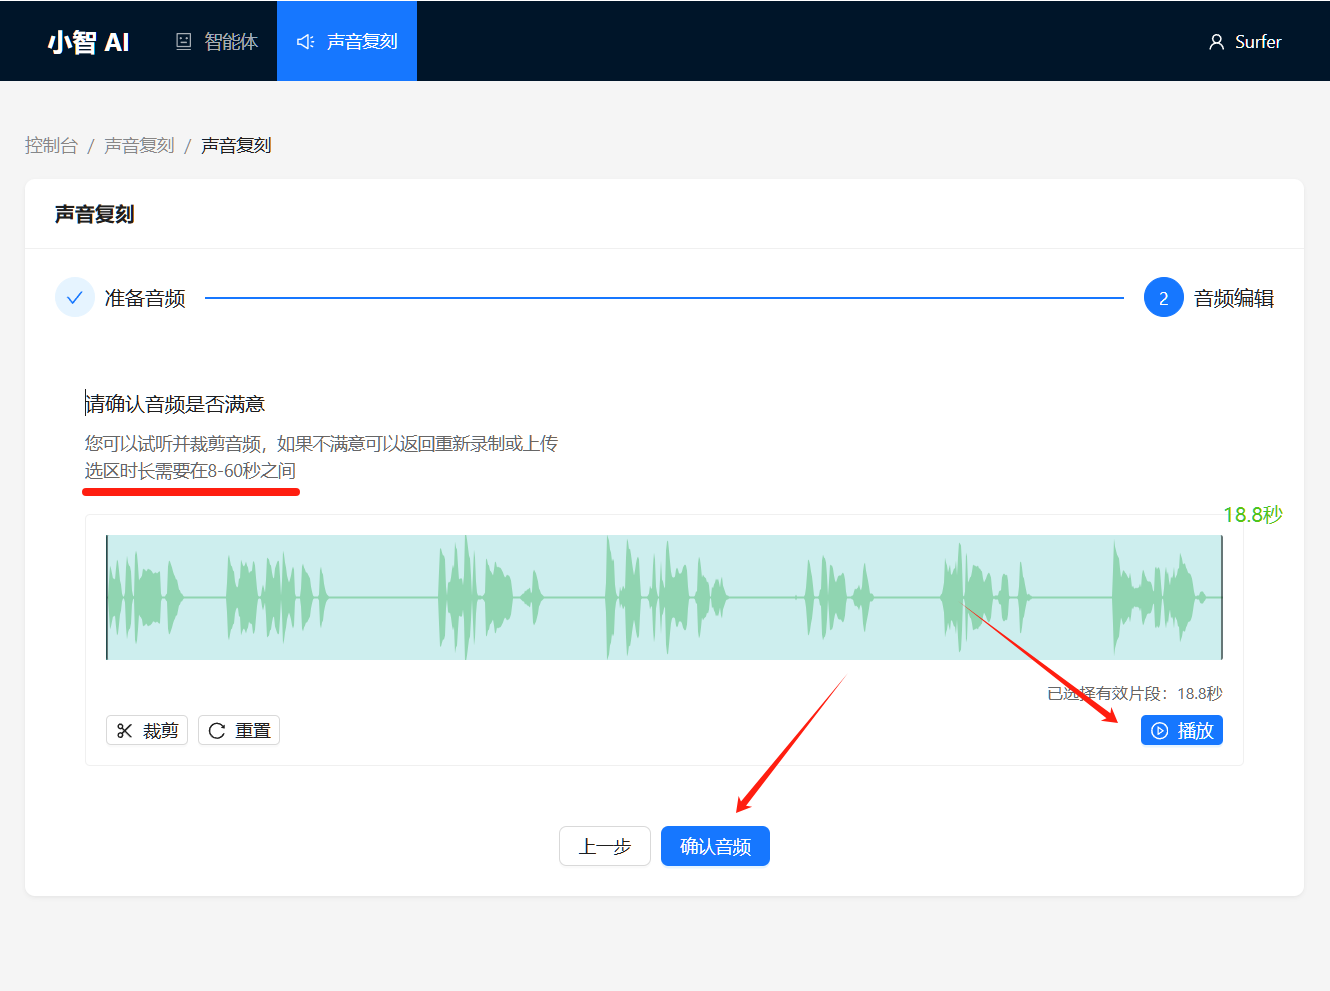 小智 AI
智能体
声音复刻
Surfer
控制台 / 声音复刻 / 声音复刻
声音复刻
准备音频
2 音频编辑
请确认音频是否满意
您可以试听并裁剪音频，如果不满意可以返回重新录制或上传
选区时长需要在8-60秒之间
18.8秒
已选择有效片段：18.8秒
裁剪
重置
播放
上一步
确认音频